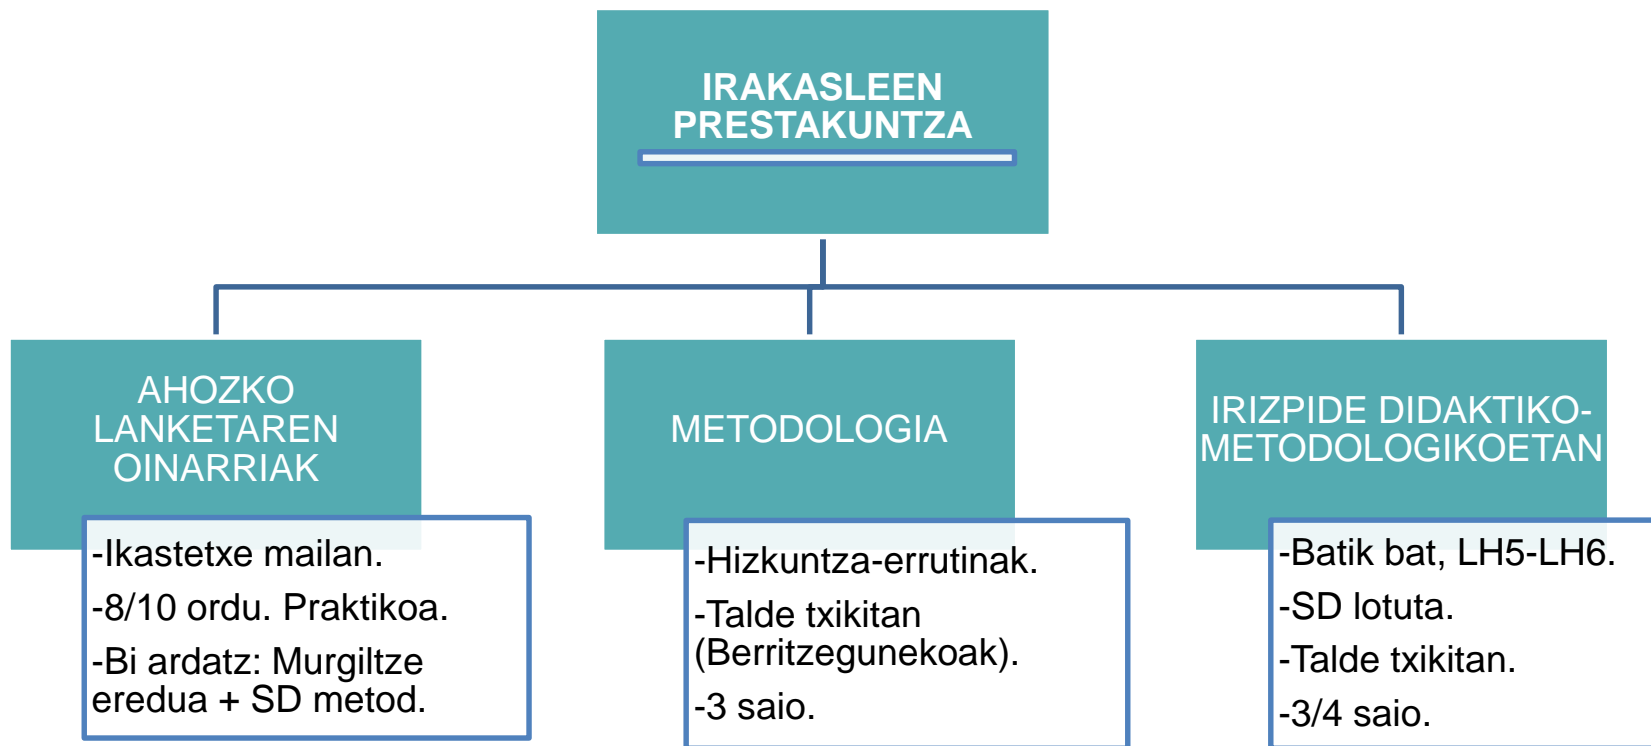 IRAKASLEEN
PRESTAKUNTZA
AHOZKO
LANKETAREN
OINARRIAK
-Ikastetxe mailan.
-8/10 ordu. Praktikoa.
-Bi ardatz: Murgiltze
eredua + SD metod.
METODOLOGIA
-Hizkuntza-errutinak.
-Talde txikitan
(Berritzegunekoak).
-3 saio.
IRIZPIDE DIDAKTIKO-
METODOLOGIKOETAN
-Batik bat, LH5-LH6.
-SD lotuta.
-Talde txikitan.
-3/4 saio.